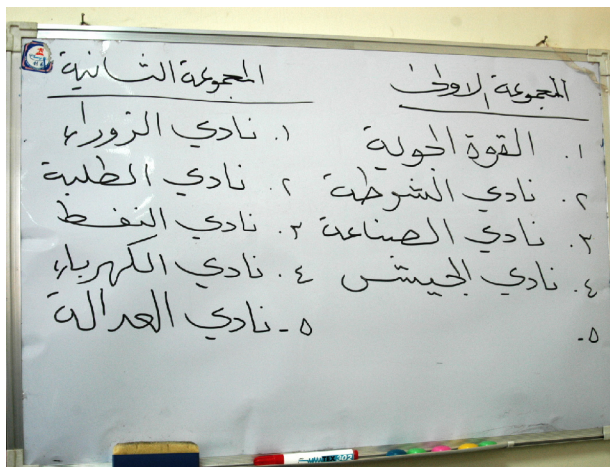 المجموعة الاولى
١. القوة الجوية
٢. نادي الشرطة
٣. نادي الصناعة
٤. نادي الجيش
٥-
المجموعة الثانية
١. نادي الزوراء
٢. نادي الطلبة
٣. نادي النفط
٤. نادي الكهرباء
٥- نادي العدالة